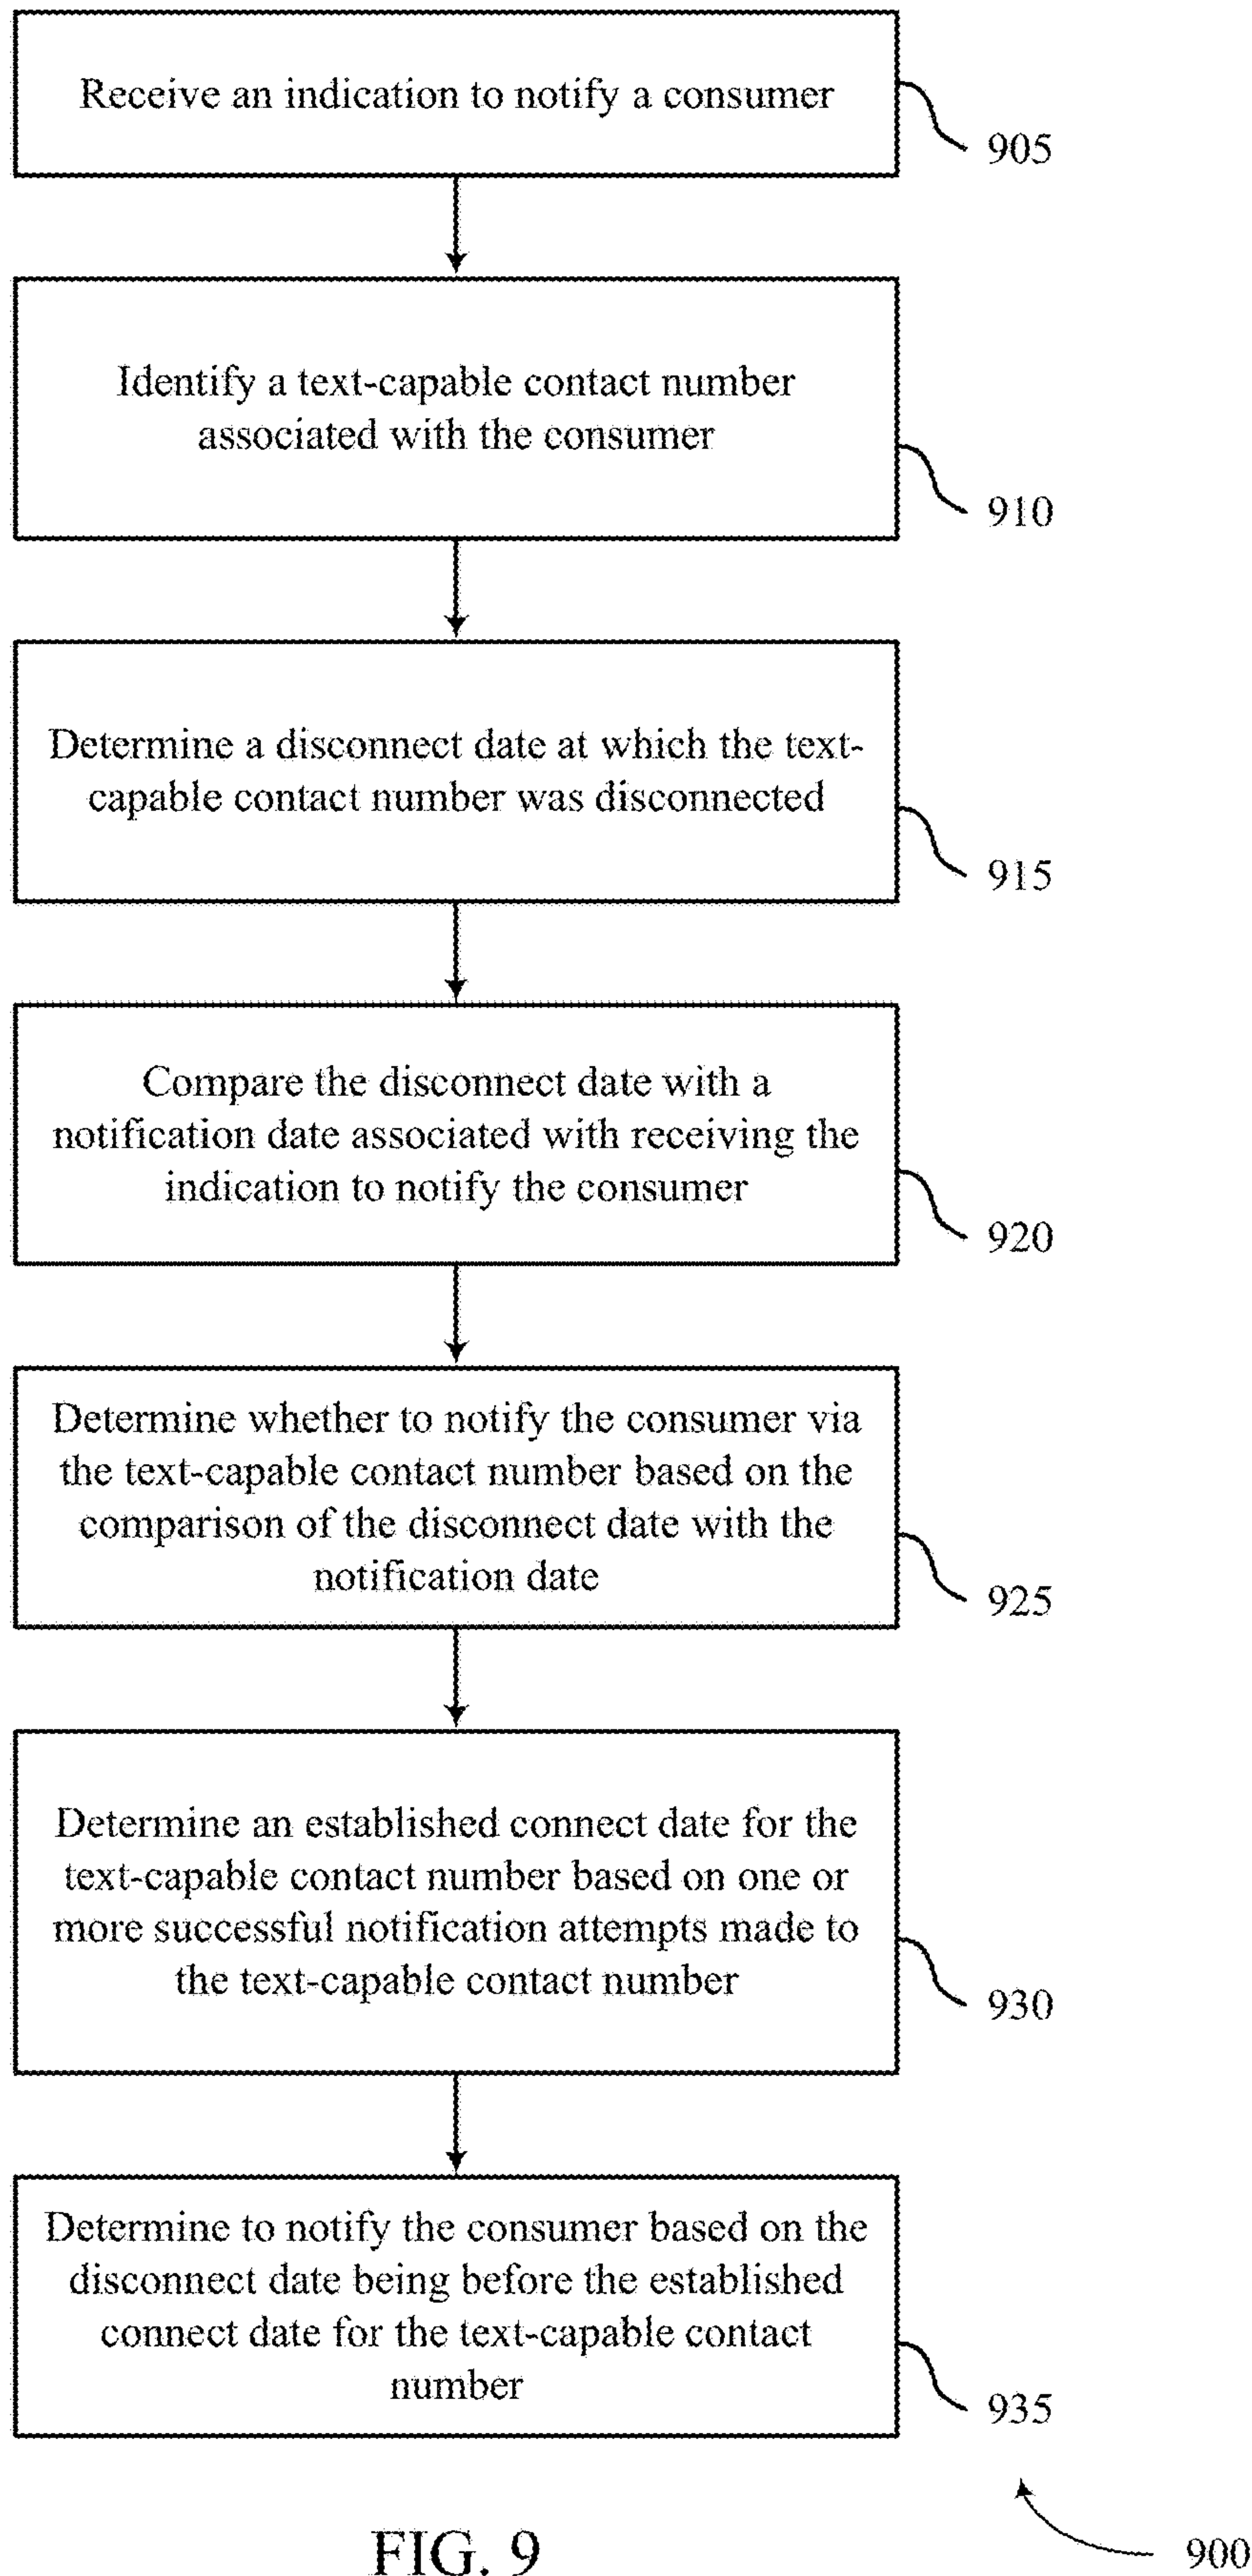 Receive an indication to notify a consumer
905
Identify a text-capable contact number
associated with the consumer
910
Determine a disconnect date at which the text-
capable contact number was disconnected
915
Compare the disconnect date with a
notification date associated with receiving the
indication to notify the consumer
920
Determine whether to notify the consumer via
the text-capable contact number based on the
comparison of the disconnect date with the
notification date
925
Determine an established connect date for the
text-capable contact number based on one or
more successful notification attempts made to
the text-capable contact number
930
Determine to notify the consumer based on the
disconnect date being before the established
connect date for the text-capable contact
number
935
FIG. 9
900